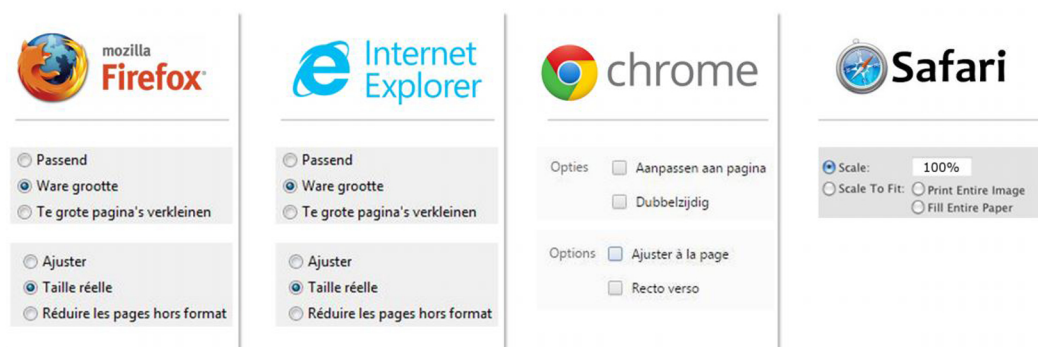 mozilla
Firefox
Passend
Ware grootte
Te grote pagina's verkleinen
Ajuster
Taille réelle
Réduire les pages hors format
Internet
Explorer
Passend
Ware grootte
Te grote pagina's verkleinen
Ajuster
Taille réelle
Réduire les pages hors format
chrome
Opties Aanpassen aan pagina
Dubbelzijdig
Options Ajuster à la page
Recto verso
Safari
Scale: 100%
Scale To Fit: Print Entire Image
Fill Entire Paper